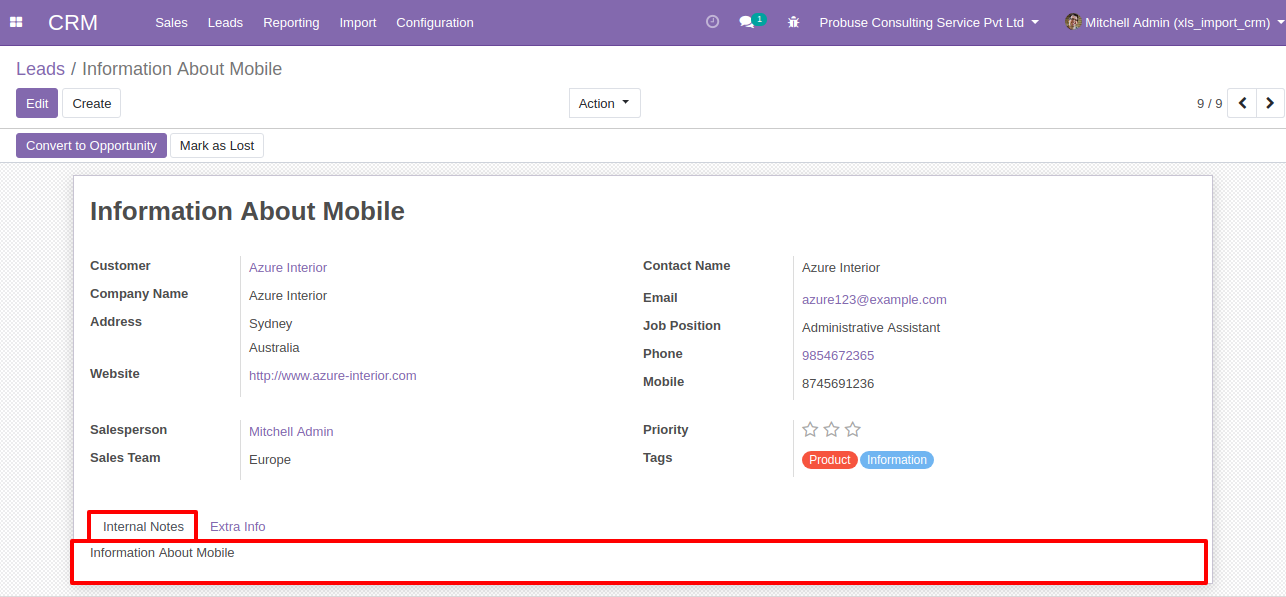 CRM Sales Leads Reporting Import Configuration 1 Probuse Consulting Service Pvt Ltd Mitchell Admin (xls_import_crm)
Leads / Information About Mobile
Edit Create Action 9 / 9
Convert to Opportunity Mark as Lost
Information About Mobile
Customer Azure Interior Contact Name Azure Interior
Company Name Azure Interior Email azure123@example.com
Address Sydney Job Position Administrative Assistant
Australia Phone 9854672365
Website http://www.azure-interior.com Mobile 8745691236
Salesperson Mitchell Admin Priority
Sales Team Europe Tags Product Information
Internal Notes Extra Info
Information About Mobile